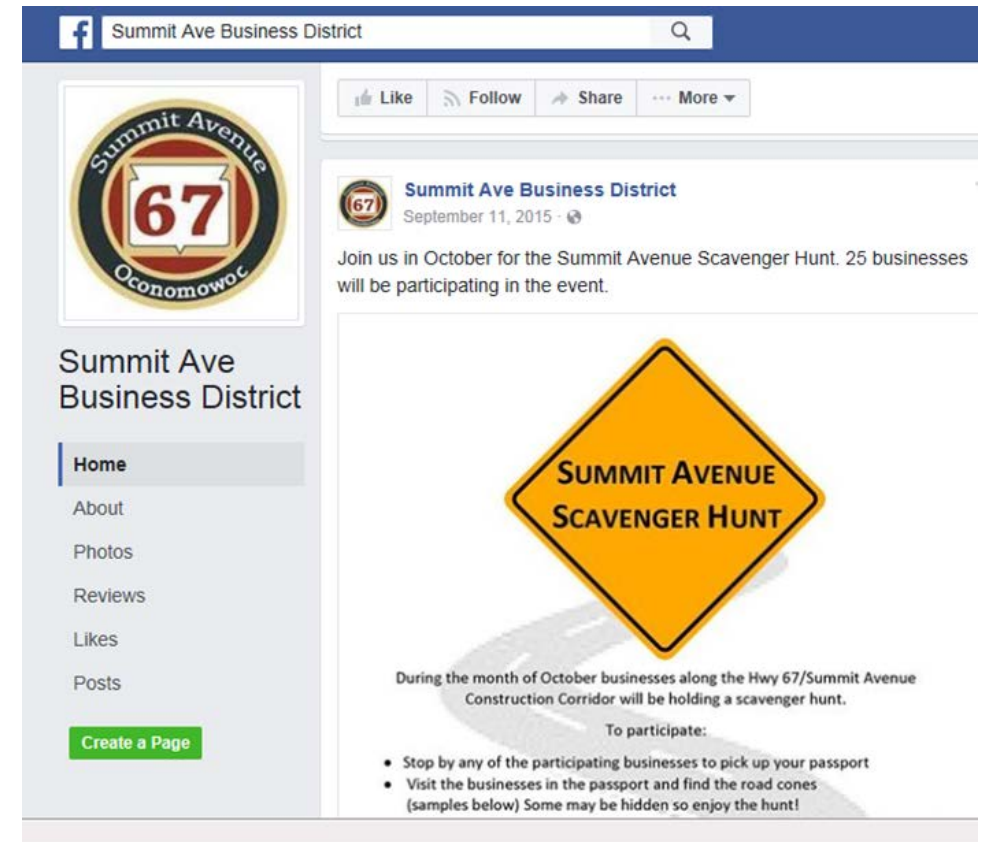 f Summit Ave Business District
Summit Avenue
67
Oconomowoc
Summit Ave
Business District
Home
About
Photos
Reviews
Likes
Posts
Create a Page
Like Follow Share ··· More
67
Summit Ave Business District
September 11, 2015 ·
Join us in October for the Summit Avenue Scavenger Hunt. 25 businesses
will be participating in the event.
SUMMIT AVENUE
SCAVENGER HUNT
During the month of October businesses along the Hwy 67/Summit Avenue
Construction Corridor will be holding a scavenger hunt.
To participate:
• Stop by any of the participating businesses to pick up your passport
• Visit the businesses in the passport and find the road cones
(samples below) Some may be hidden so enjoy the hunt!